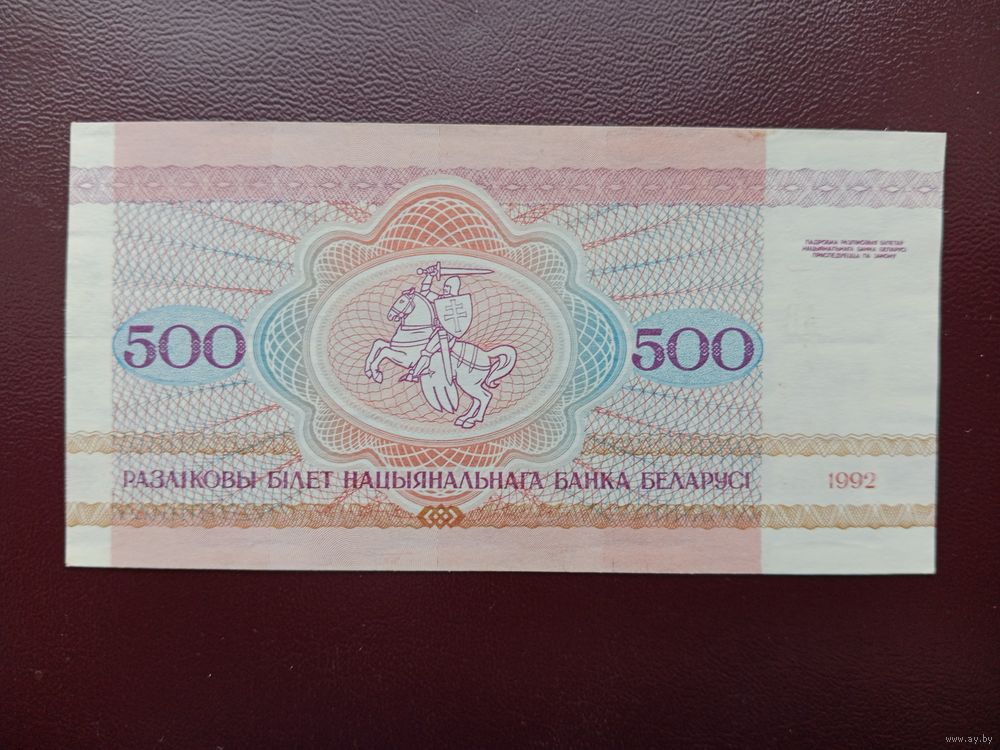 ПАДРОБКА РАЗЛІКОВЫХ БІЛЕТАЎ
НАЦЫЯНАЛЬНАГА БАНКА БЕЛАРУСІ
ПРАСЛЕДУЕЦЦА ПА ЗАКОНУ
500
500
РАЗЛІКОВЫ БІЛЕТ НАЦЫЯНАЛЬНАГА БАНКА БЕЛАРУСІ
1992
www.ay.by